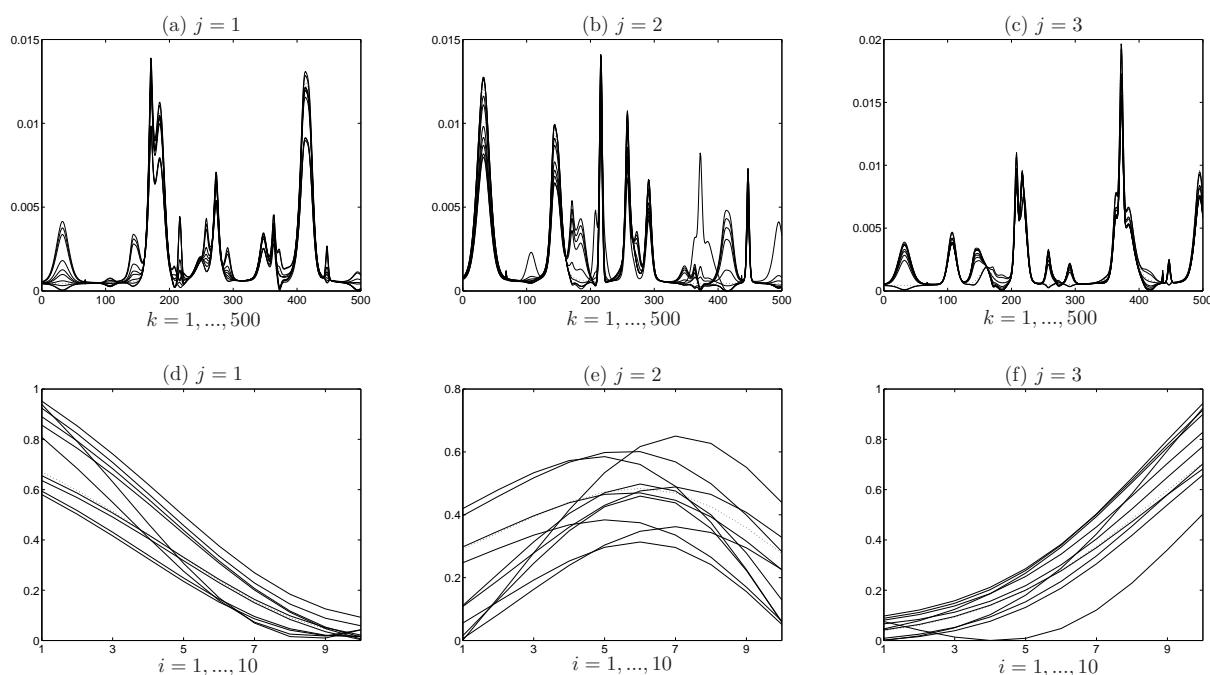 (a) j = 1
0.015
0.01
0.005
0
0 100 200 300 400 500
k = 1, ..., 500
(b) j = 2
0.015
0.01
0.005
0
0 100 200 300 400 500
k = 1, ..., 500
(c) j = 3
0.02
0.015
0.01
0.005
0
0 100 200 300 400 500
k = 1, ..., 500
(d) j = 1
1
0.8
0.6
0.4
0.2
0
1 3 5 7 9
i = 1, ..., 10
(e) j = 2
0.8
0.6
0.4
0.2
0
1 3 5 7 9
i = 1, ..., 10
(f) j = 3
1
0.8
0.6
0.4
0.2
0
1 3 5 7 9
i = 1, ..., 10